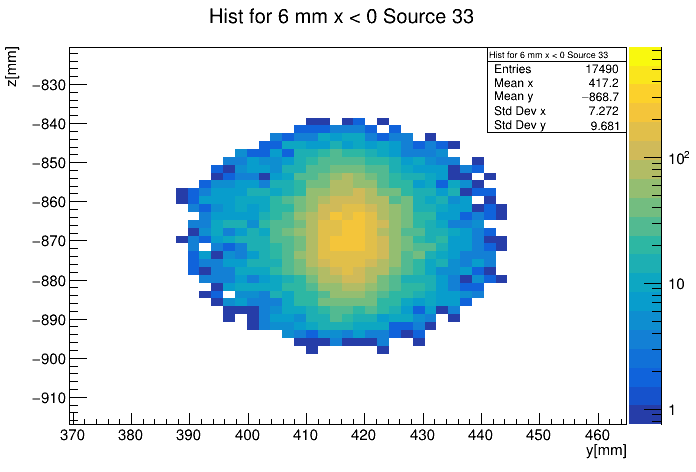 Hist for 6 mm x < 0 Source 33
z[mm]
Hist for 6 mm x < 0 Source 33
Entries 17490
Mean x 417.2
Mean y −868.7
Std Dev x 7.272
Std Dev y 9.681
−830
−840
−850
−860
−870
−880
−890
−900
−910
10²
10
1
370 380 390 400 410 420 430 440 450 460
y[mm]